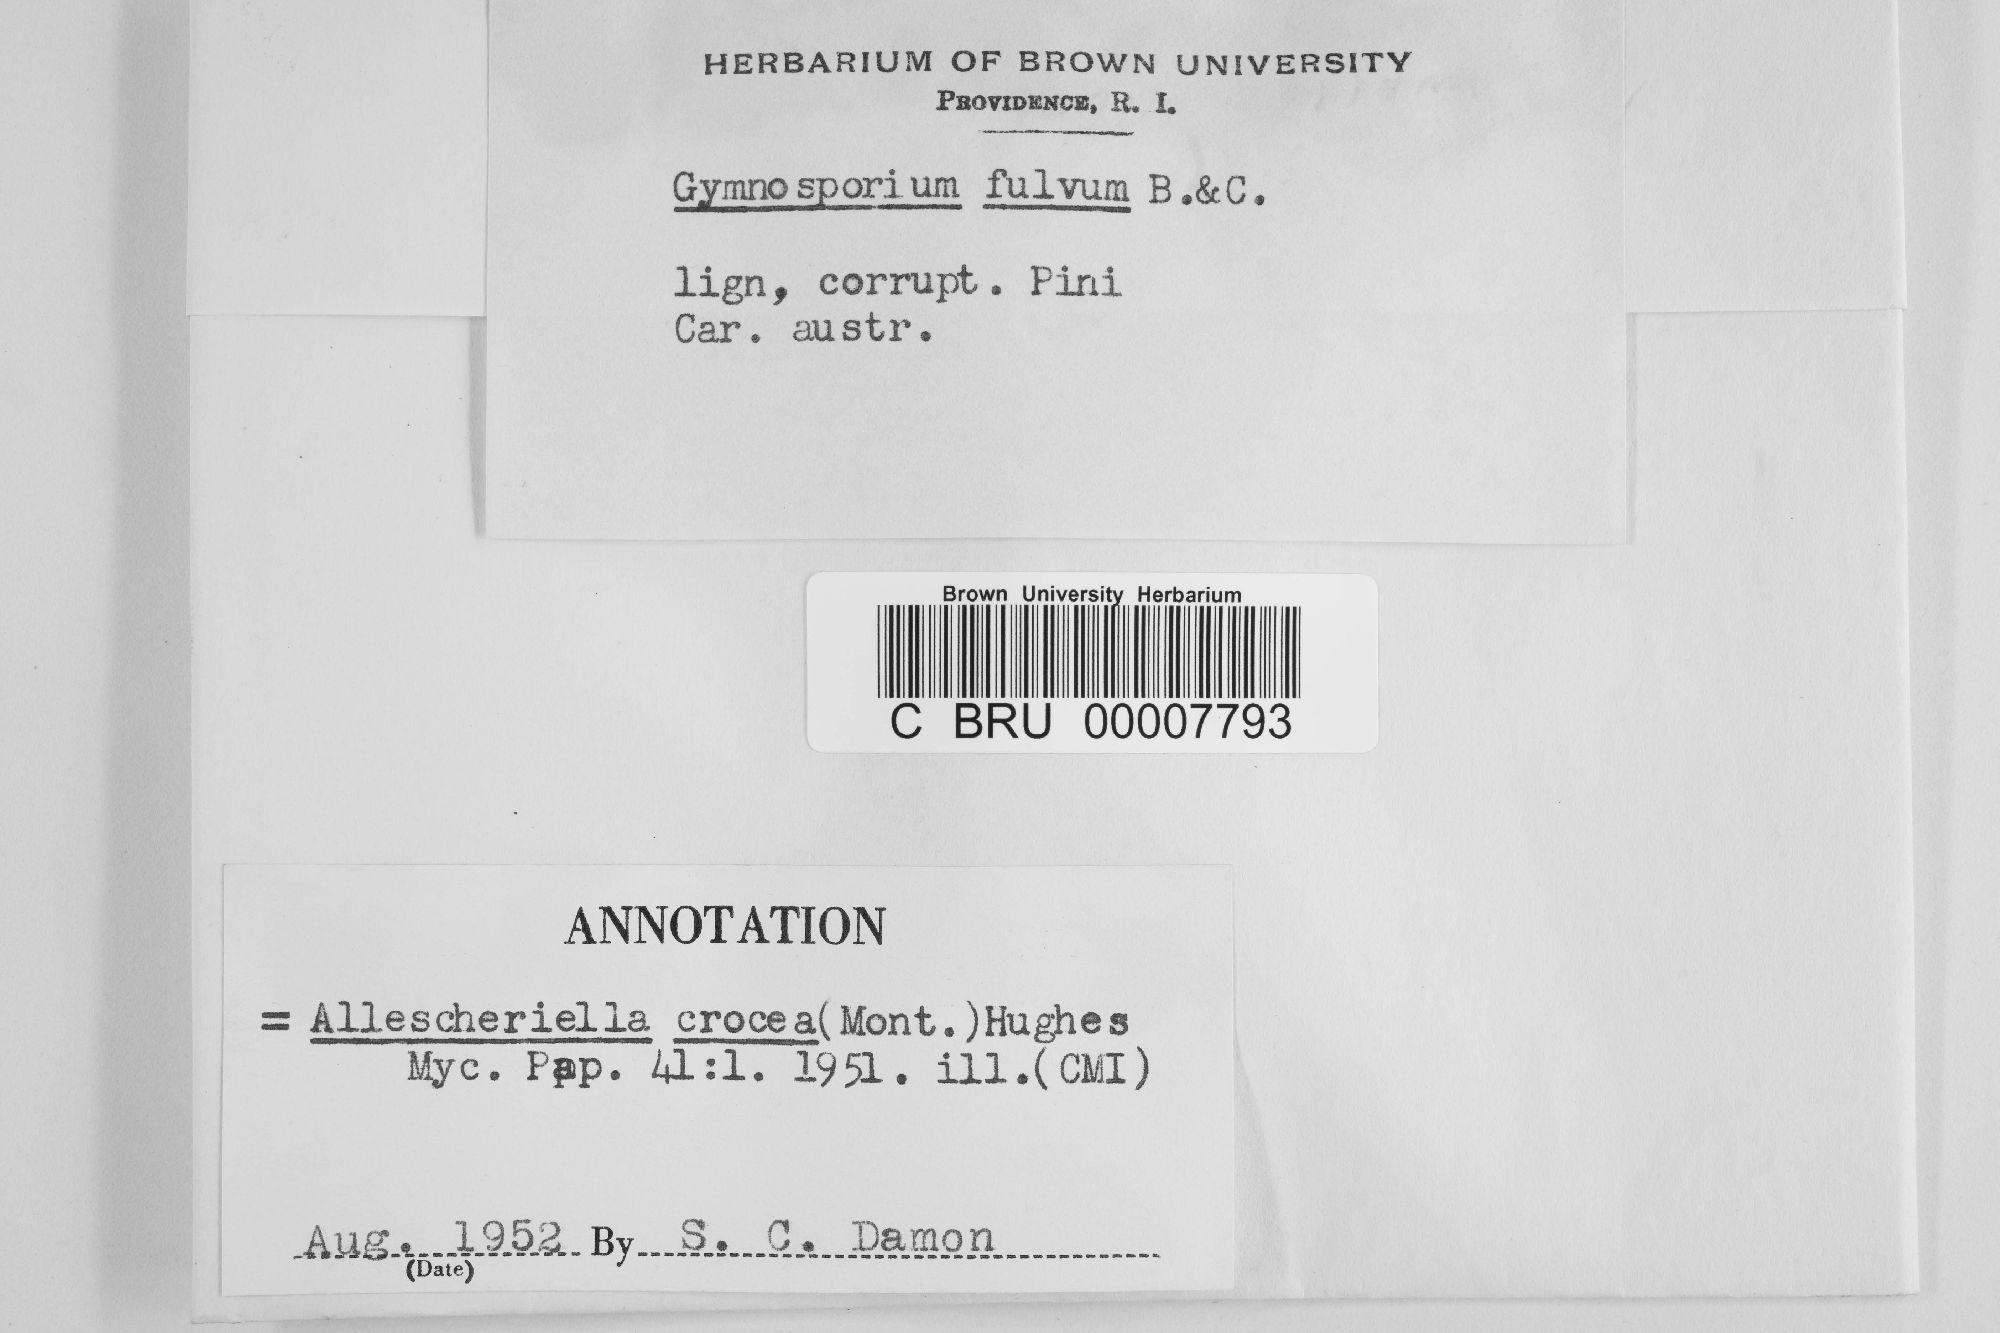 HERBARIUM OF BROWN UNIVERSITY
PROVIDENCE, R. I.
Gymnosporium fulvum B.&C.
lign, corrupt. Pini
Car. austr.
Brown University Herbarium
C BRU 00007793
ANNOTATION
= Allescheriella crocea(Mont.)Hughes
Myc. Pap. 41:1. 1951. ill.(CMI)
Aug. 1952 By S. C. Damon
(Date)